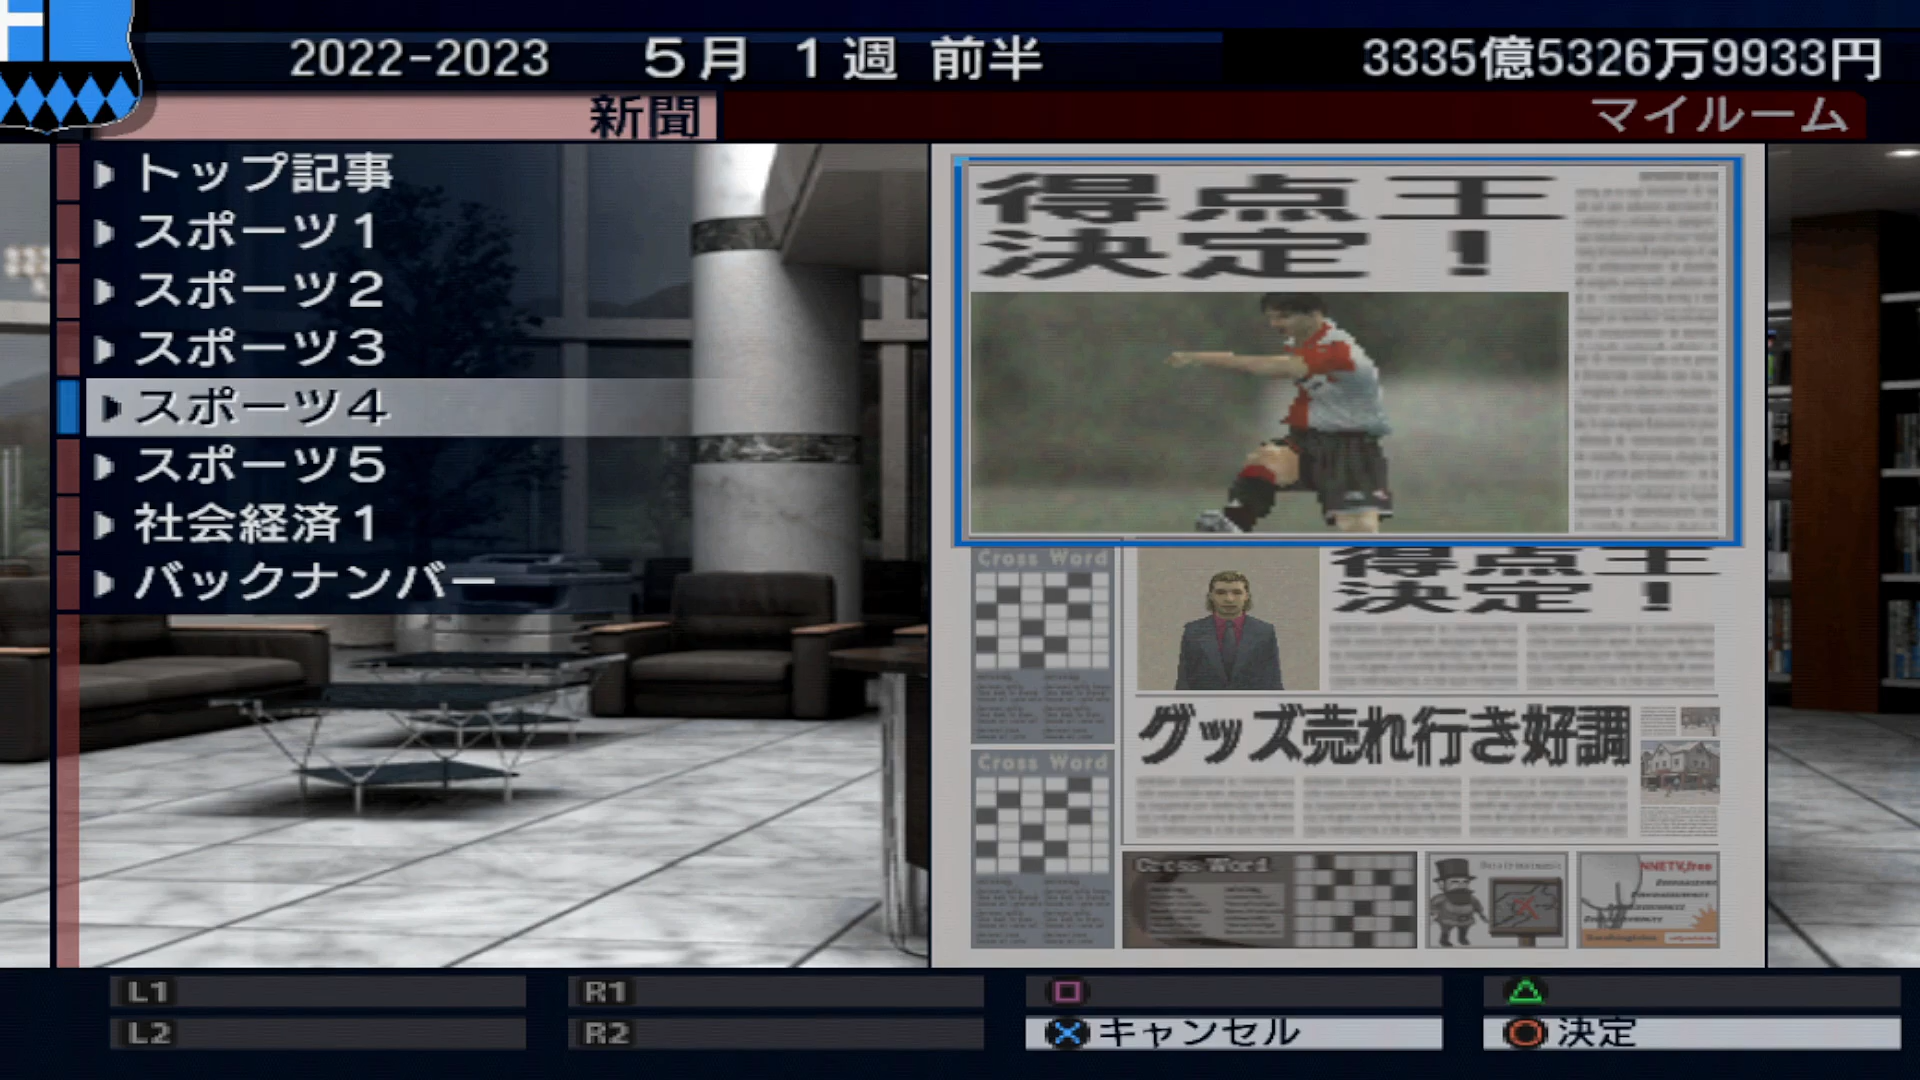 2022-2023 5月 1週 前半 3335億5326万9933円
新聞 マイルーム
トップ記事
スポーツ1
スポーツ2
スポーツ3
スポーツ4
スポーツ5
社会経済1
バックナンバー
得点王
決定!
Cross Word
得点王
決定!
グッズ売れ行き好調
Cross Word
Cross Word
NNETV,free
L1
R1
L2
R2
キャンセル
決定